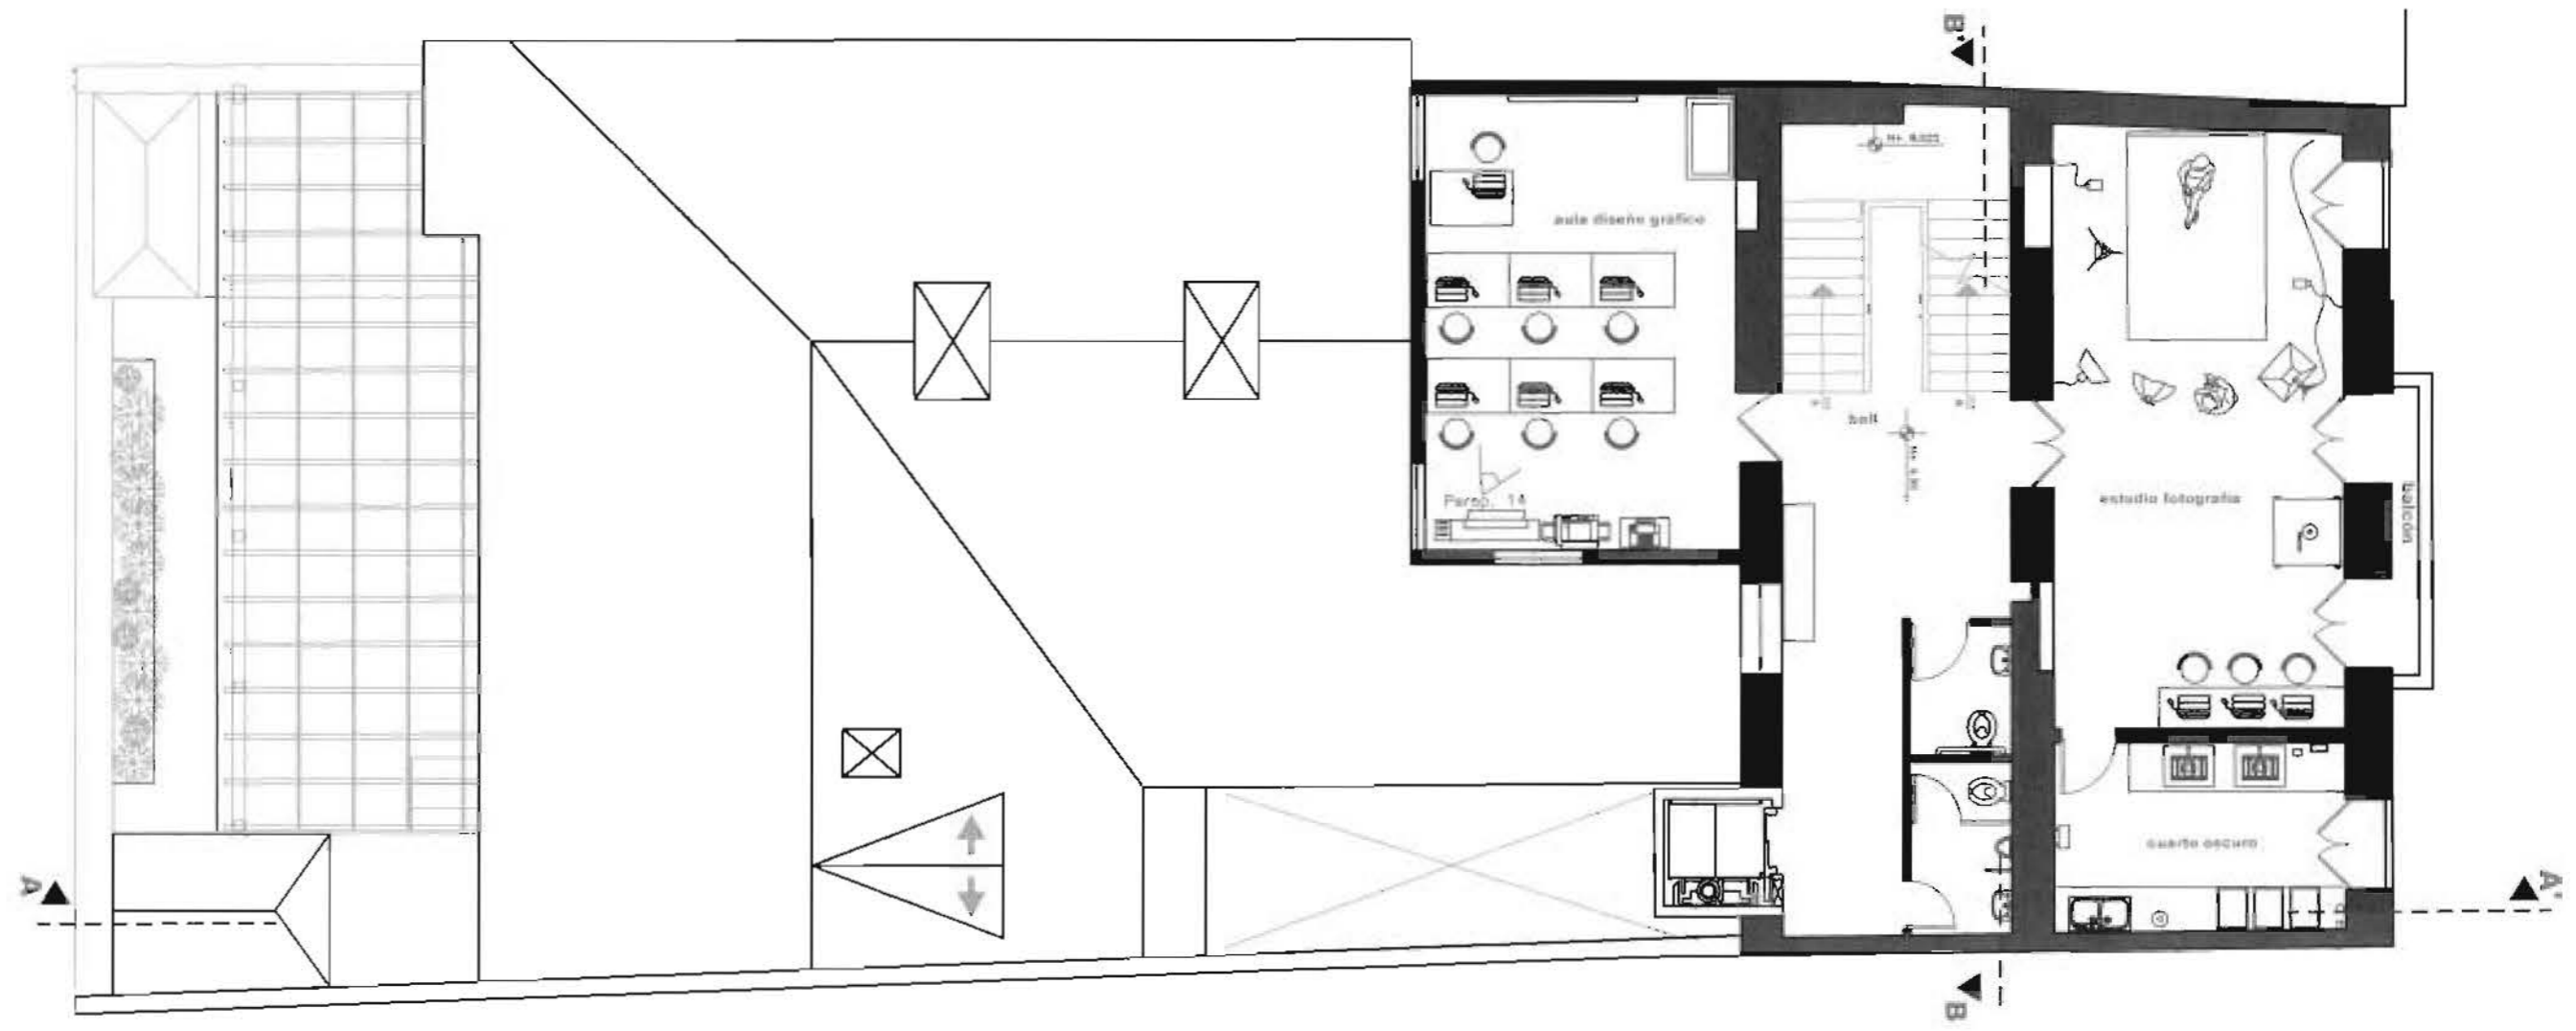 B'
aula diseño gráfico
hall
Persp. 14
estudio fotografía
balcón
cuarto oscuro
A
A'
B